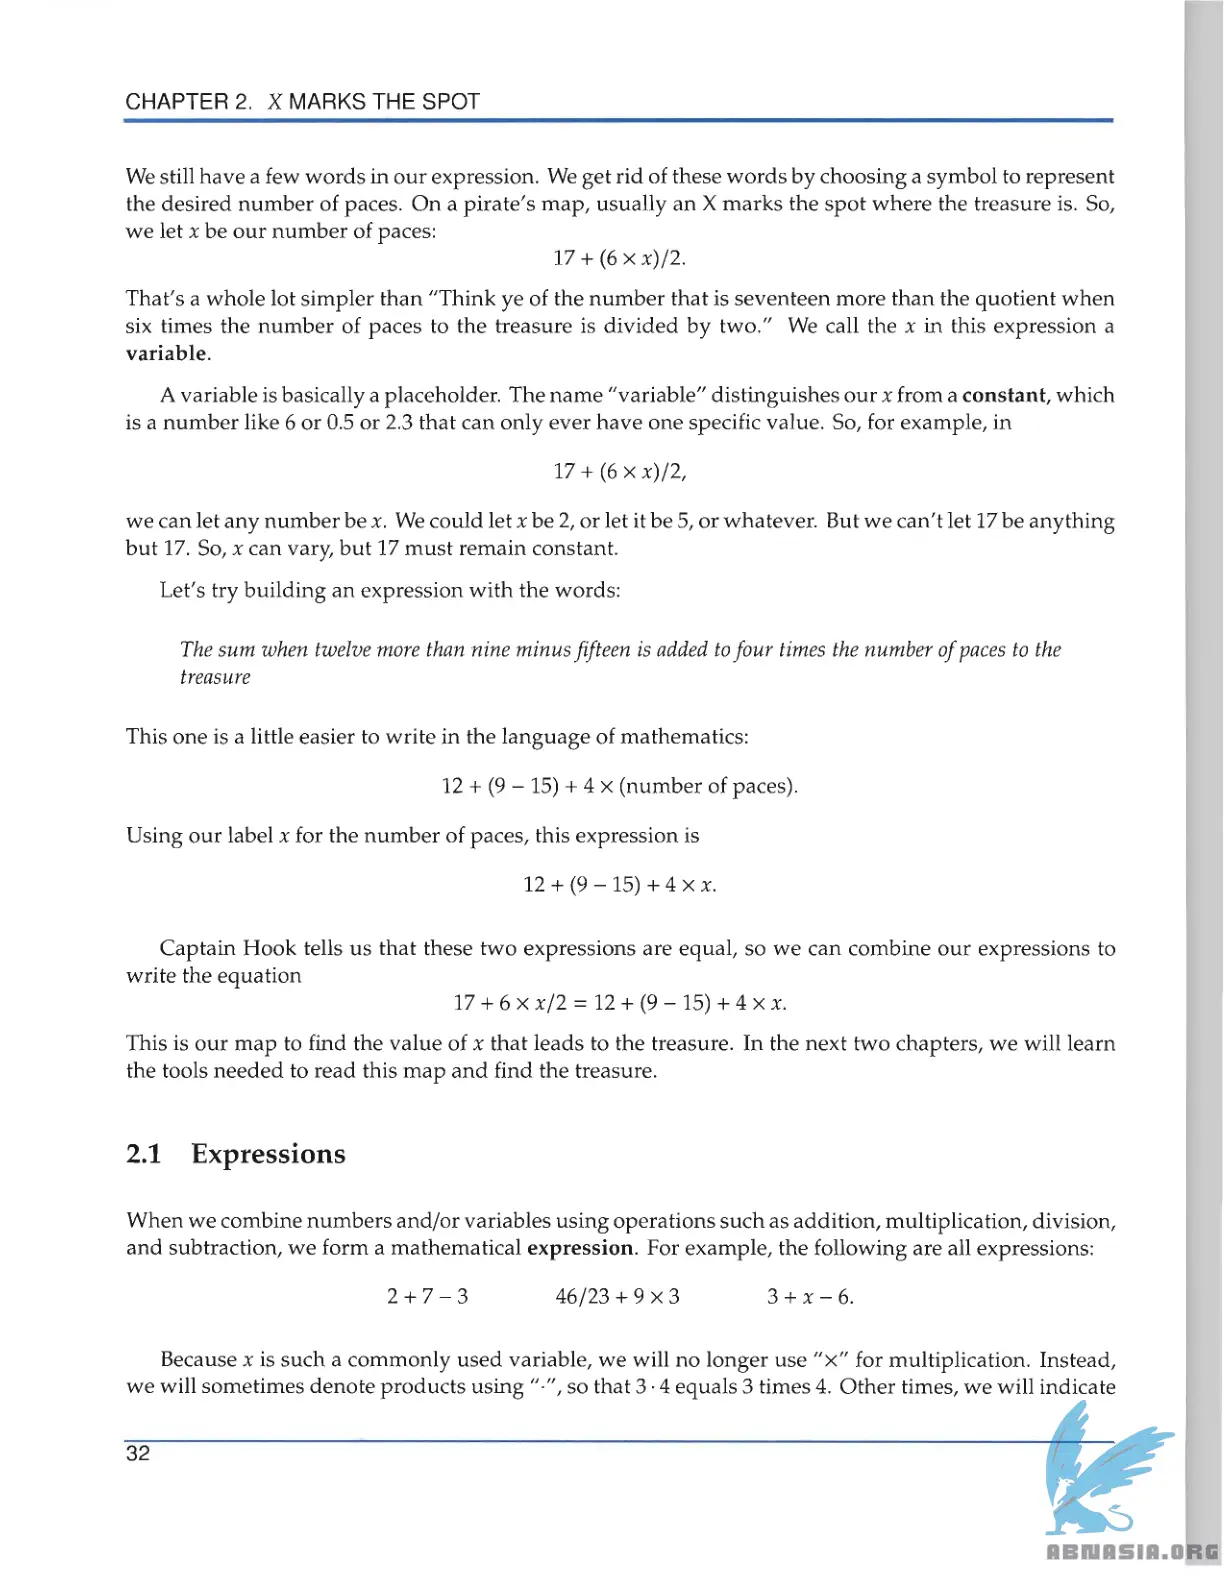 CHAPTER 2. X MARKS THE SPOT
We still have a few words in our expression. We get rid of these words by choosing a symbol to represent
the desired number of paces. On a pirate's map, usually an X marks the spot where the treasure is. So,
we let x be our number of paces:
17 + (6 × x)/2.
That's a whole lot simpler than "Think ye of the number that is seventeen more than the quotient when
six times the number of paces to the treasure is divided by two." We call the x in this expression a
variable.
A variable is basically a placeholder. The name "variable" distinguishes our x from a constant, which
is a number like 6 or 0.5 or 2.3 that can only ever have one specific value. So, for example, in
17 + (6 × x)/2,
we can let any number be x. We could let x be 2, or let it be 5, or whatever. But we can't let 17 be anything
but 17. So, x can vary, but 17 must remain constant.
Let's try building an expression with the words:
The sum when twelve more than nine minus fifteen is added to four times the number of paces to the
treasure
This one is a little easier to write in the language of mathematics:
12 + (9 − 15) + 4 × (number of paces).
Using our label x for the number of paces, this expression is
12 + (9 − 15) + 4 × x.
Captain Hook tells us that these two expressions are equal, so we can combine our expressions to
write the equation
17 + 6 × x/2 = 12 + (9 − 15) + 4 × x.
This is our map to find the value of x that leads to the treasure. In the next two chapters, we will learn
the tools needed to read this map and find the treasure.
2.1 Expressions
When we combine numbers and/or variables using operations such as addition, multiplication, division,
and subtraction, we form a mathematical expression. For example, the following are all expressions:
2 + 7 − 3 46/23 + 9 × 3 3 + x − 6.
Because x is such a commonly used variable, we will no longer use "×" for multiplication. Instead,
we will sometimes denote products using "·", so that 3 · 4 equals 3 times 4. Other times, we will indicate
32
ABNASIA.ORG